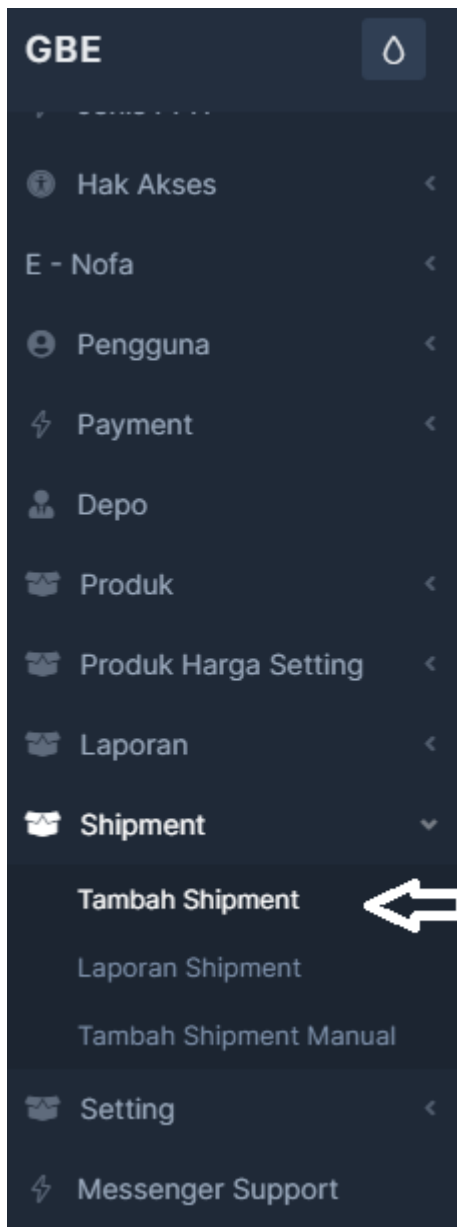 GBE
Hak Akses
E - Nofa
Pengguna
Payment
Depo
Produk
Produk Harga Setting
Laporan
Shipment
Tambah Shipment
Laporan Shipment
Tambah Shipment Manual
Setting
Messenger Support